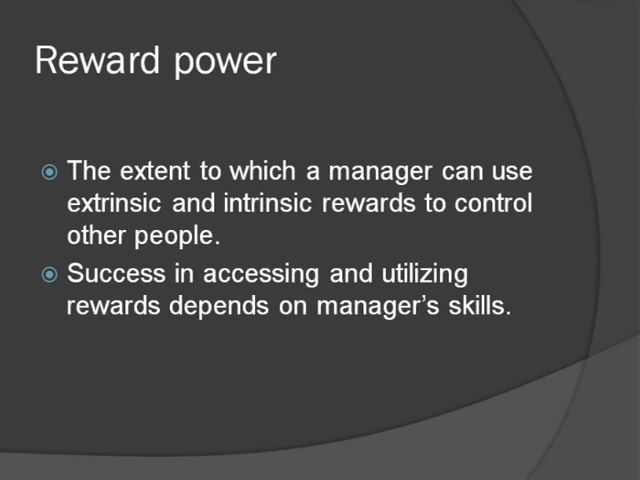 Reward power
The extent to which a manager can use
extrinsic and intrinsic rewards to control
other people.
Success in accessing and utilizing
rewards depends on manager’s skills.